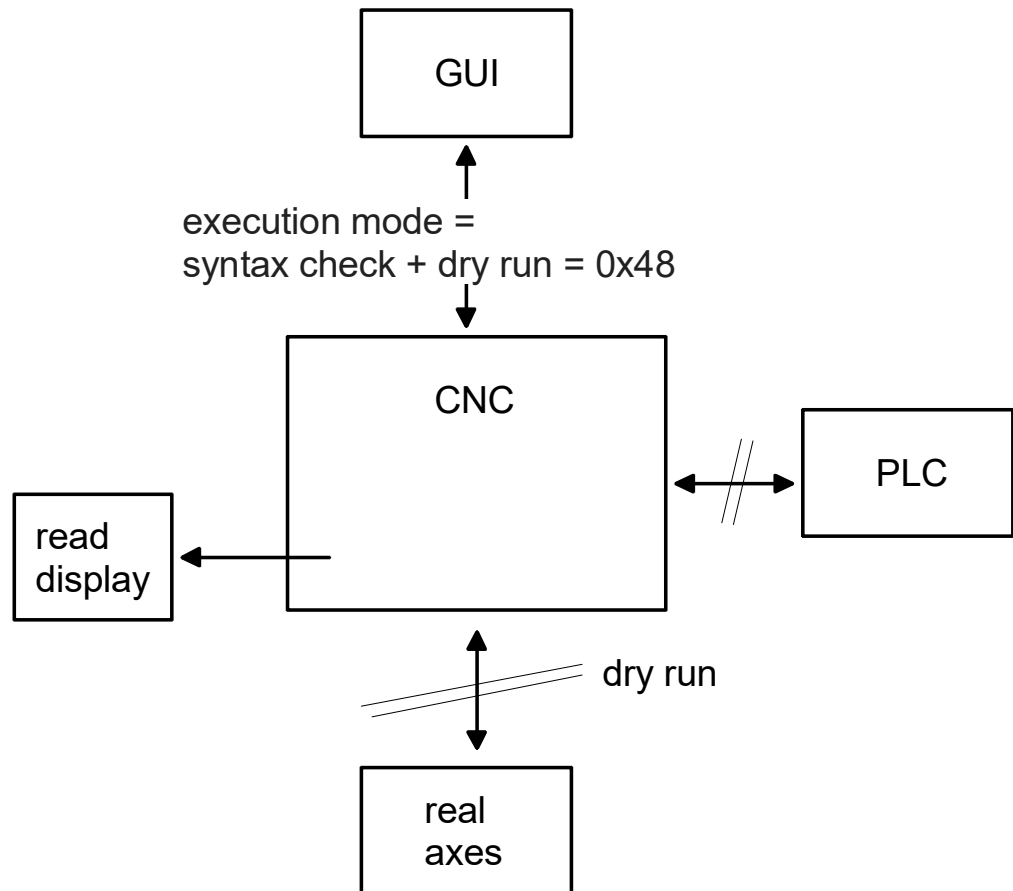 GUI
execution mode =
syntax check + dry run = 0x48
CNC
PLC
read
display
dry run
real
axes